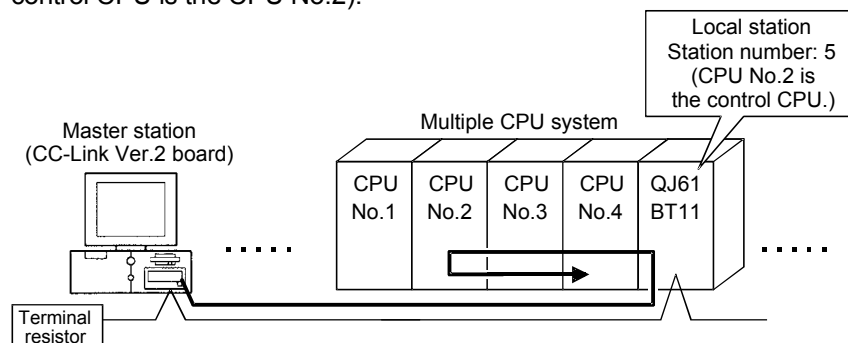 control CPU is the CPU No.2).
Local station
Station number: 5
(CPU No.2 is
the control CPU.)
Master station
(CC-Link Ver.2 board)
Multiple CPU system
CPU No.1
CPU No.2
CPU No.3
CPU No.4
QJ61 BT11
Terminal
resistor